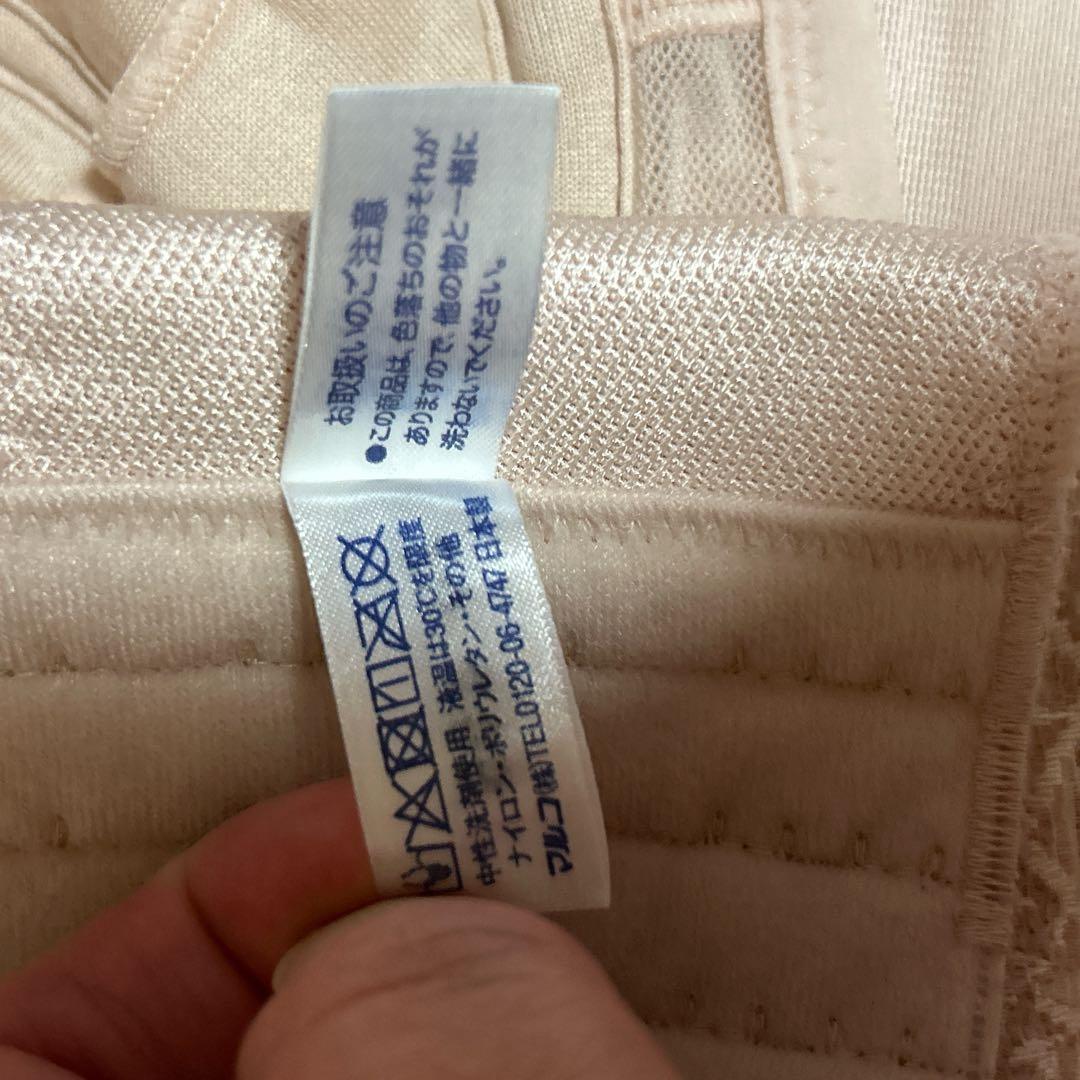 お取扱いのご注意
●この商品は、色落ちのおそれが
ありますので、他の物と一緒に
洗わないでください。
中性洗剤使用 液温は30℃を限度
ナイロン・ポリウレタン・その他
マルコ(株)TEL0120-06-4747 日本製